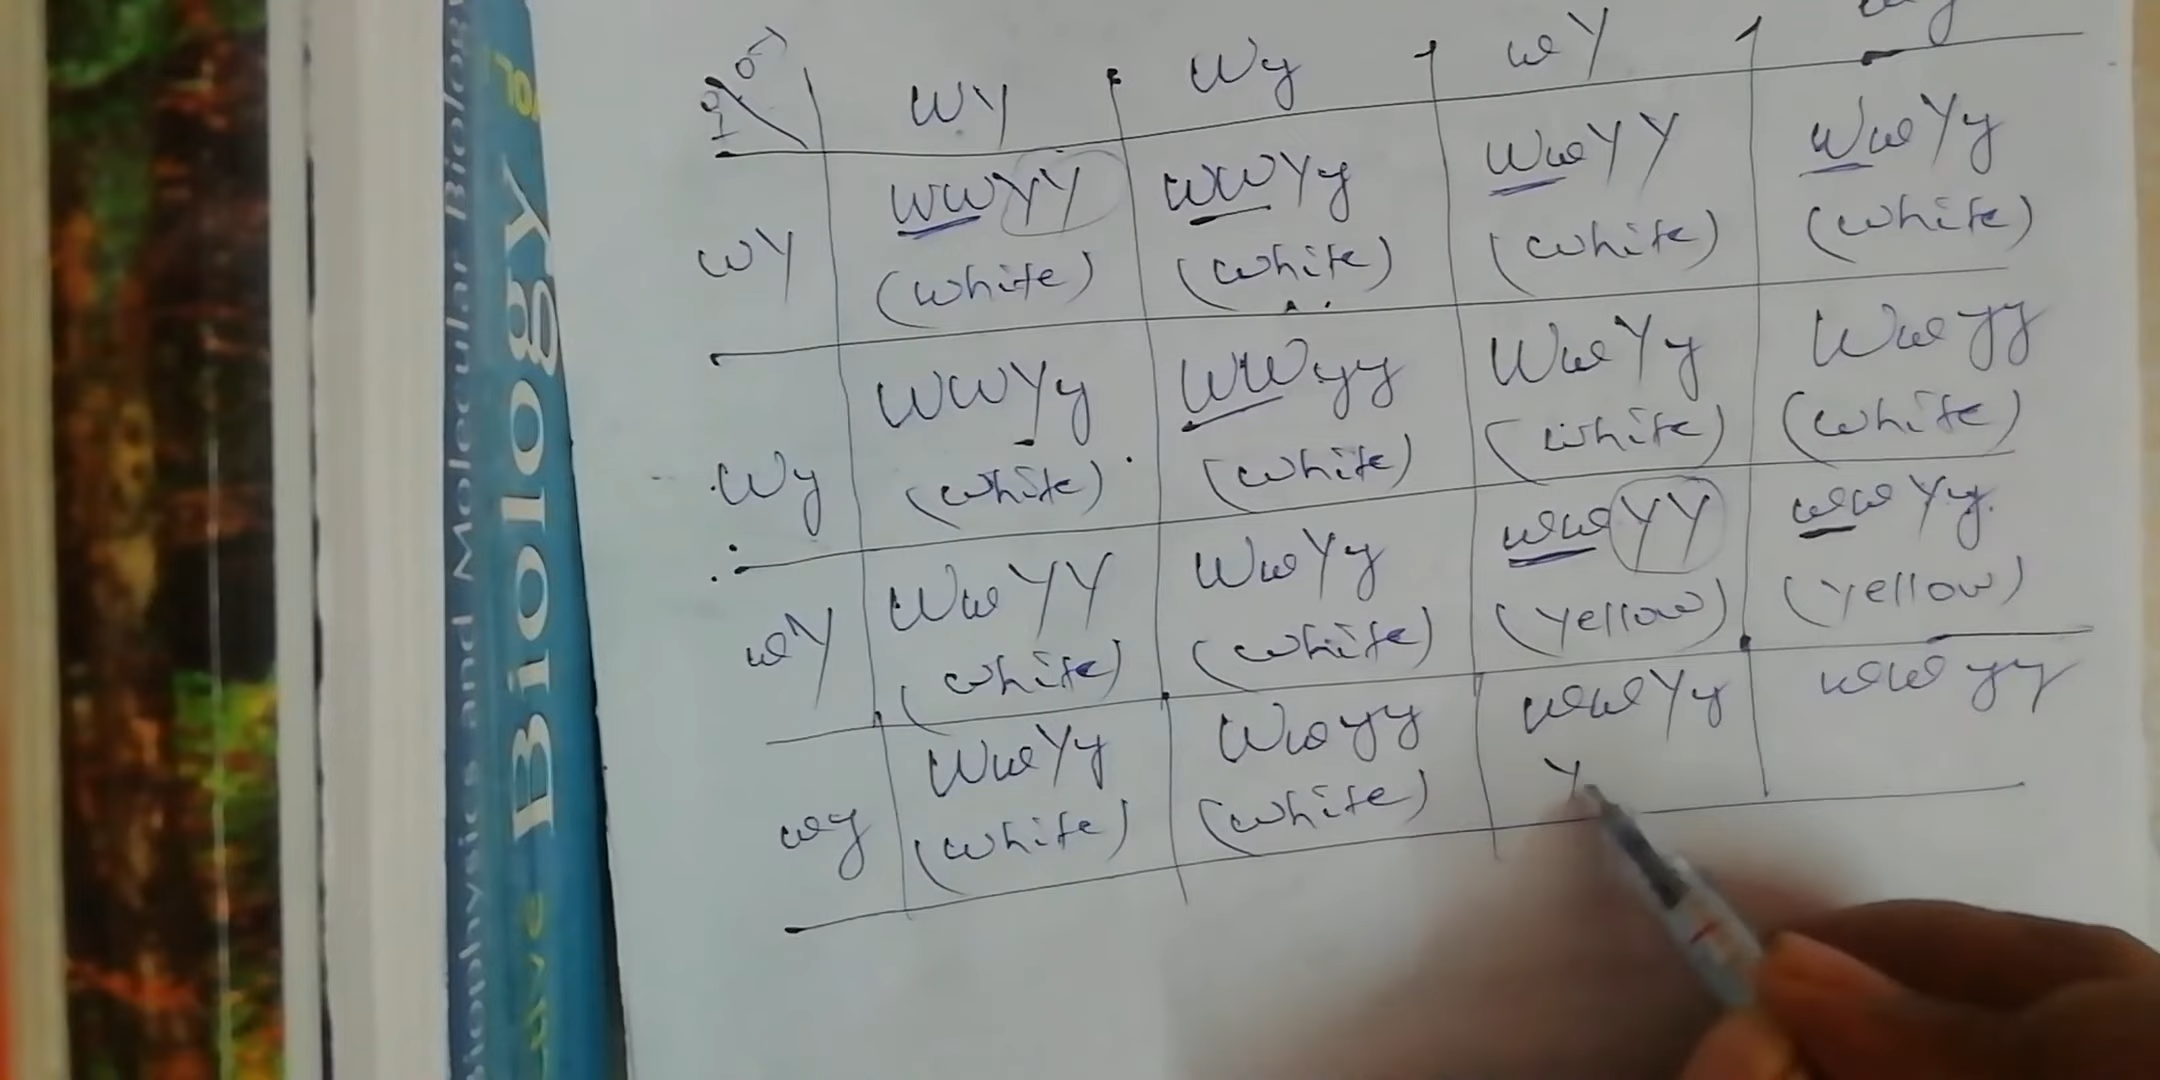 Biophysics and Molecular Biology
Biology
♀ ♂ WY Wy wY wy
WY WWYY WWYy WwYY WwYy
(white) (white) (white) (white)
Wy WWYy WWyy WwYy Wwyy
(white) (white) (white) (white)
wY WwYY WwYy wwYY wwYy
(white) (white) (Yellow) (Yellow)
wy WwYy Wwyy wwYy wwyy
(white) (white) Y